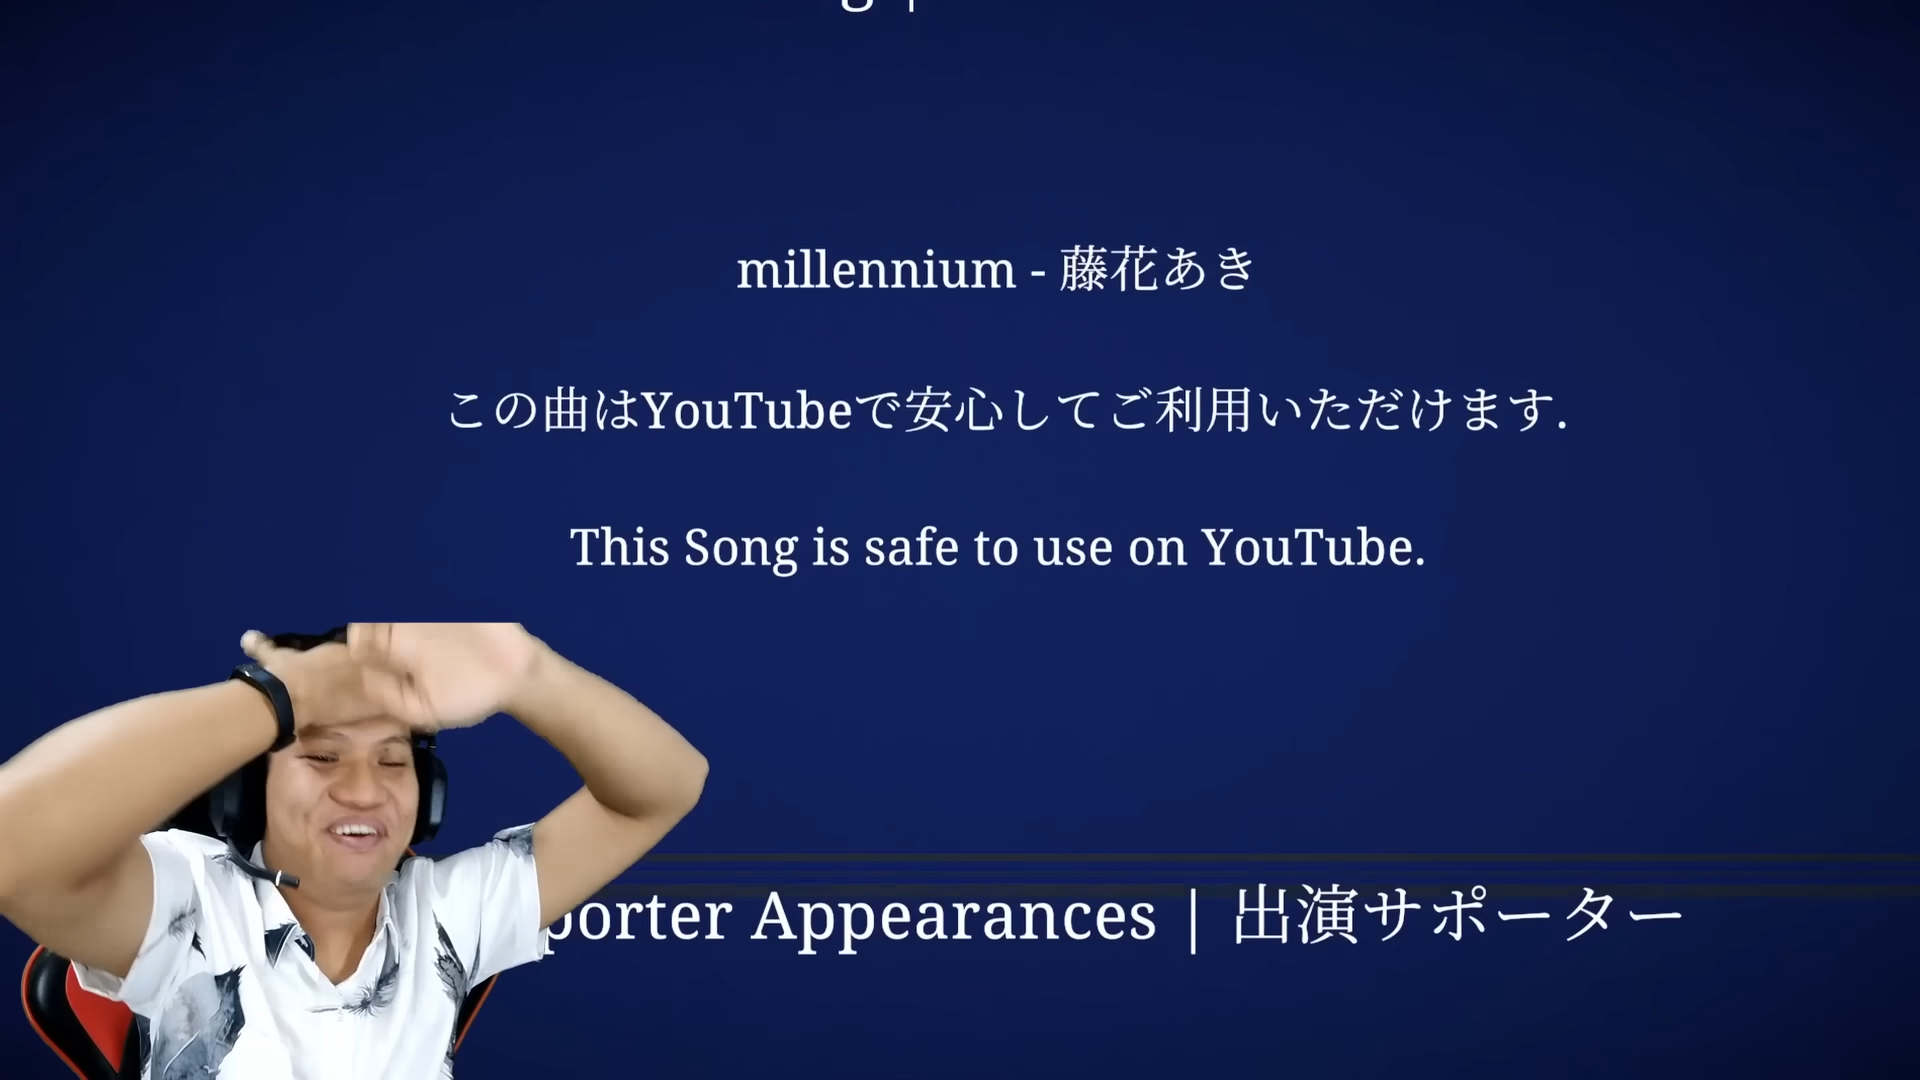 millennium - 藤花あき
この曲はYouTubeで安心してご利用いただけます.
This Song is safe to use on YouTube.
porter Appearances | 出演サポーター